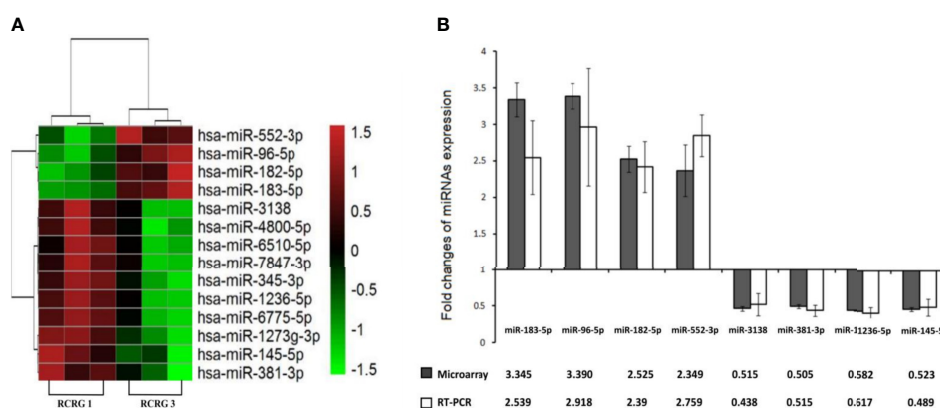 A
hsa-miR-552-3p
hsa-miR-96-5p
hsa-miR-182-5p
hsa-miR-183-5p
hsa-miR-3138
hsa-miR-4800-5p
hsa-miR-6510-5p
hsa-miR-7847-3p
hsa-miR-345-3p
hsa-miR-1236-5p
hsa-miR-6775-5p
hsa-miR-1273g-3p
hsa-miR-145-5p
hsa-miR-381-3p
RCRG 1 RCRG 3
1.5
1
0.5
0
-0.5
-1
-1.5
B
Fold changes of miRNAs expression
4
3.5
3
2.5
2
1.5
1
0.5
0
miR-183-5p miR-96-5p miR-182-5p miR-552-3p miR-3138 miR-381-3p miR-11236-5p miR-145-5
Microarray 3.345 3.390 2.525 2.349 0.515 0.505 0.582 0.523
RT-PCR 2.539 2.918 2.39 2.759 0.438 0.515 0.517 0.489